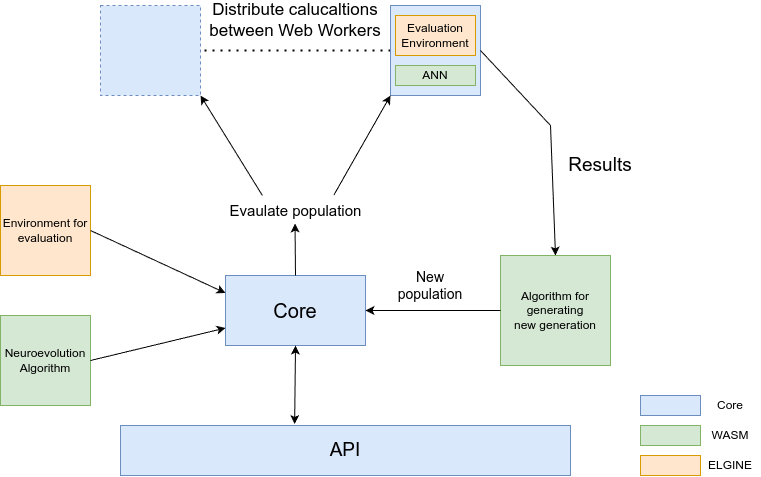 Distribute calucaltions
between Web Workers
Evaluation
Environment
ANN
Results
Evaulate population
Environment for
evaluation
Core
New
population
Algorithm for
generating
new generation
Neuroevolution
Algorithm
API
Core
WASM
ELGINE